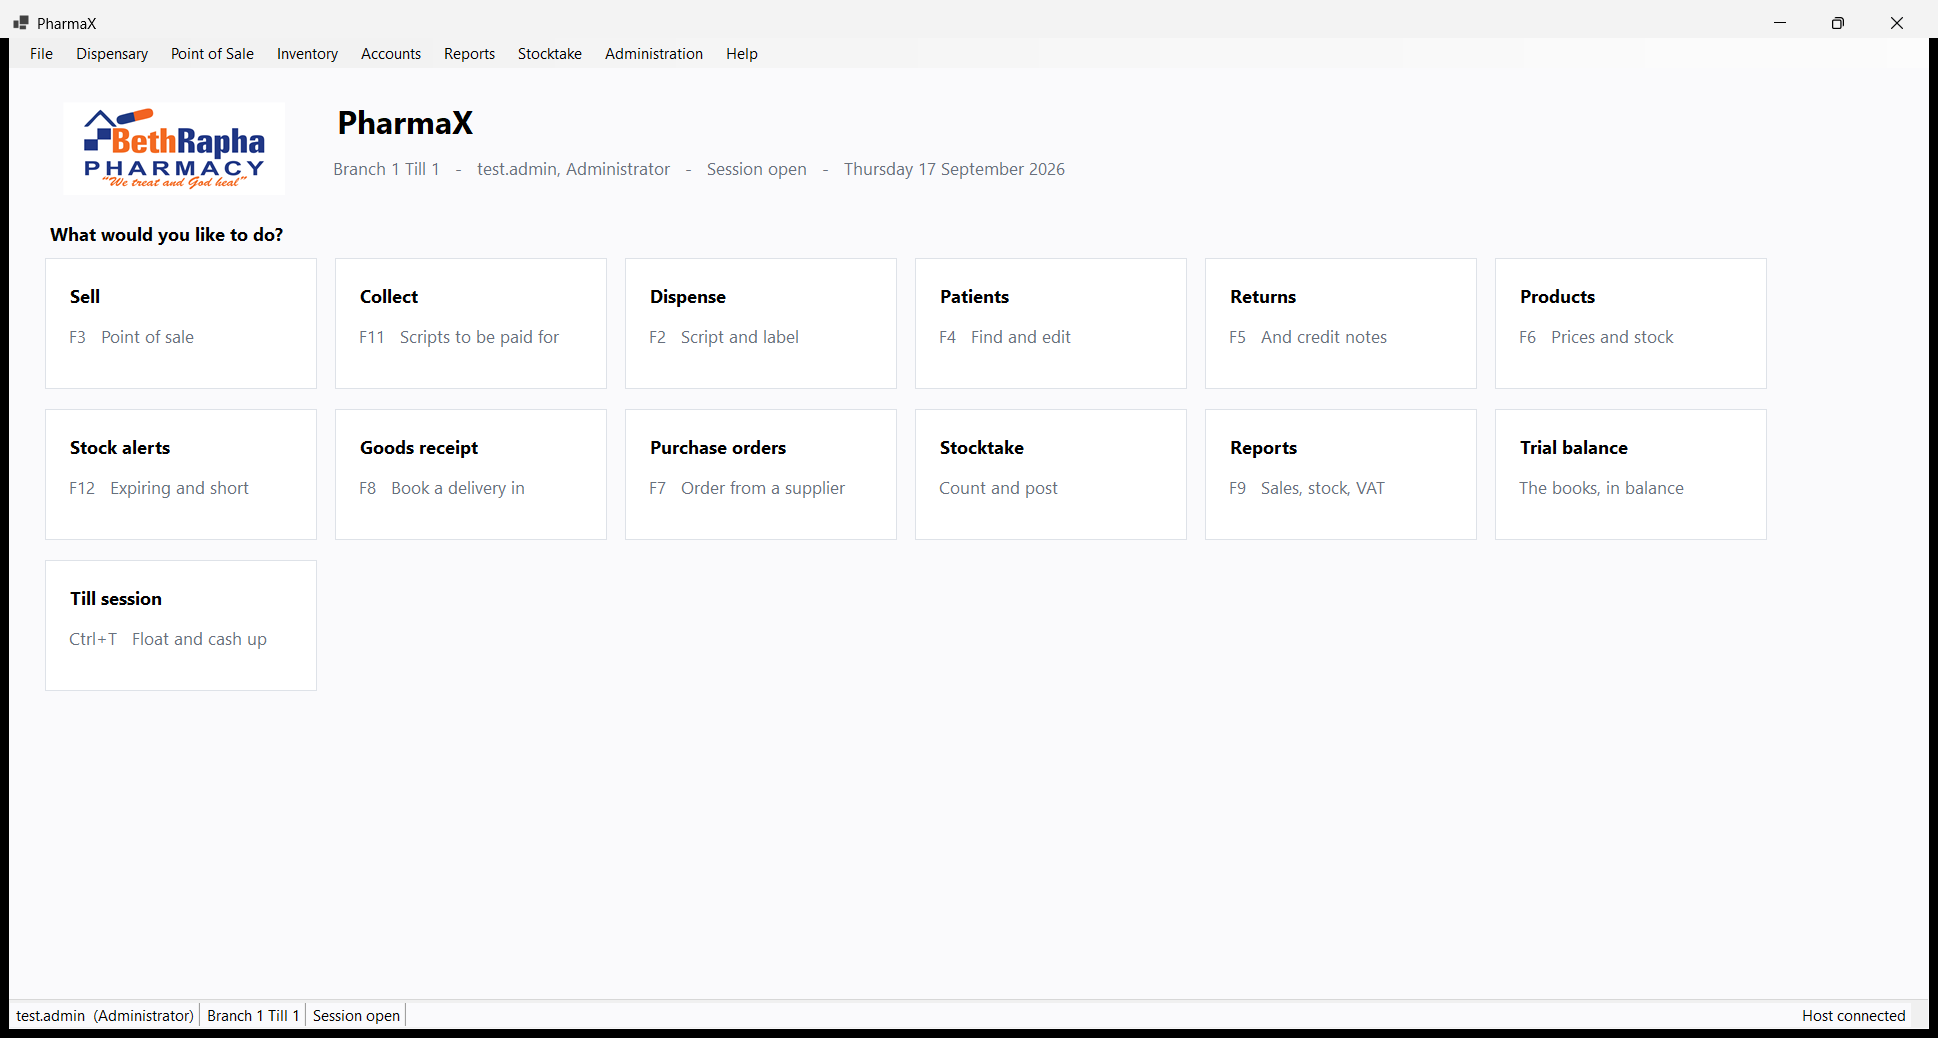 PharmaX
File Dispensary Point of Sale Inventory Accounts Reports Stocktake Administration Help
BethRapha
PHARMACY
"We treat and God heal"
PharmaX
Branch 1 Till 1 - test.admin, Administrator - Session open - Thursday 17 September 2026
What would you like to do?
Sell
F3 Point of sale
Collect
F11 Scripts to be paid for
Dispense
F2 Script and label
Patients
F4 Find and edit
Returns
F5 And credit notes
Products
F6 Prices and stock
Stock alerts
F12 Expiring and short
Goods receipt
F8 Book a delivery in
Purchase orders
F7 Order from a supplier
Stocktake
Count and post
Reports
F9 Sales, stock, VAT
Trial balance
The books, in balance
Till session
Ctrl+T Float and cash up
test.admin (Administrator) Branch 1 Till 1 Session open Host connected